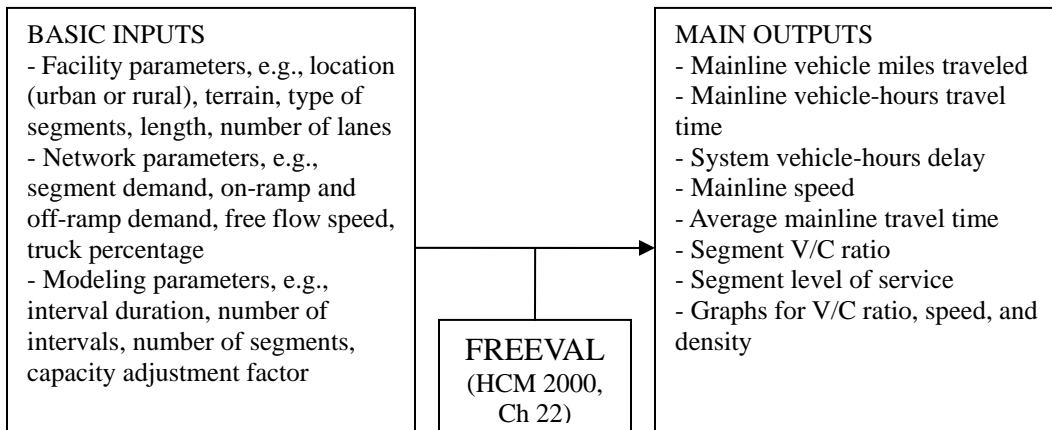 BASIC INPUTS
- Facility parameters, e.g., location
(urban or rural), terrain, type of
segments, length, number of lanes
- Network parameters, e.g.,
segment demand, on-ramp and
off-ramp demand, free flow speed,
truck percentage
- Modeling parameters, e.g.,
interval duration, number of
intervals, number of segments,
capacity adjustment factor
FREEVAL
(HCM 2000,
Ch 22)
MAIN OUTPUTS
- Mainline vehicle miles traveled
- Mainline vehicle-hours travel
time
- System vehicle-hours delay
- Mainline speed
- Average mainline travel time
- Segment V/C ratio
- Segment level of service
- Graphs for V/C ratio, speed, and
density